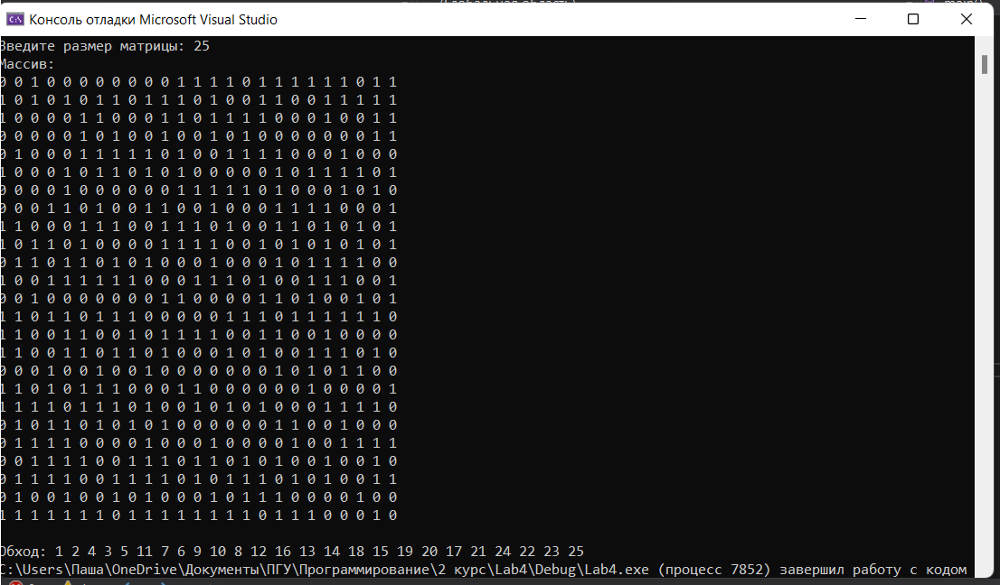 Введите размер матрицы: 25
Консоль отладки Microsoft Visual Studio
Массив:
0 0 1 0 0 0 0 0 0 0 0 1 1 1 1 0 1 1 1 1 1 1 0 1 1
1 0 1 0 1 0 1 1 0 1 1 1 0 1 0 0 1 1 0 0 1 1 1 1 1
1 0 0 0 0 1 1 0 0 0 1 1 0 1 1 1 1 0 0 0 1 0 0 1 1
0 0 0 0 0 1 0 1 0 0 1 0 0 1 0 1 0 0 0 0 0 0 0 1 1
0 1 0 0 0 1 1 1 1 1 0 1 0 0 1 1 1 1 0 0 0 1 0 0 0
1 0 0 0 1 0 1 1 0 1 0 1 0 0 0 0 0 1 0 1 1 1 1 0 1
0 0 0 0 1 0 0 0 0 0 0 1 1 1 1 1 0 1 0 0 0 1 0 1 0
0 0 0 1 1 0 1 0 0 1 1 0 0 1 0 0 0 1 1 1 1 0 0 0 1
1 1 0 0 0 1 1 1 0 0 1 1 1 0 1 0 0 1 1 0 1 0 1 0 1
1 0 1 1 0 1 0 0 0 0 1 1 1 1 0 0 1 0 1 0 1 0 1 0 1
0 1 1 0 1 1 0 1 0 1 0 0 0 1 0 0 0 1 0 1 1 1 1 0 0
1 0 0 1 1 1 1 1 1 0 0 0 1 1 1 0 1 0 0 1 1 1 0 0 1
0 0 1 0 0 0 0 0 0 0 1 1 0 0 0 0 1 1 0 1 0 0 1 0 1
1 1 0 1 1 0 1 1 1 0 0 0 0 0 1 1 1 0 1 1 1 1 1 1 0
1 1 0 0 1 1 0 0 1 0 1 1 1 1 0 0 1 1 0 0 1 0 0 0 0
1 1 0 0 1 1 0 1 1 0 1 0 0 0 1 0 1 0 0 1 1 1 0 1 0
0 0 0 1 0 0 1 0 0 1 0 0 0 0 0 0 0 1 0 1 0 1 1 0 0
1 1 0 1 0 1 1 1 0 0 0 1 1 0 0 0 0 0 0 1 0 0 0 0 1
1 1 1 1 0 1 1 1 0 1 0 0 1 0 1 0 1 0 0 0 1 1 1 1 0
0 1 0 1 1 0 1 0 1 0 1 0 0 0 0 0 0 1 1 0 0 1 0 0 0
0 1 1 1 1 0 0 0 0 1 0 0 0 1 0 0 0 0 1 0 0 1 1 1 1
0 0 1 1 1 1 0 0 1 1 1 0 1 1 0 1 0 1 0 0 1 0 0 1 0
0 1 1 1 1 0 0 1 1 1 1 0 1 0 1 1 1 0 1 0 1 0 0 1 1
0 1 0 0 1 0 0 1 0 1 0 0 0 1 0 1 1 1 0 0 0 0 1 0 0
1 1 1 1 1 1 1 0 1 1 1 1 1 1 1 1 0 1 1 1 0 0 0 1 0
Обход: 1 2 4 3 5 11 7 6 9 10 8 12 16 13 14 18 15 19 20 17 21 24 22 23 25
C:\Users\Паша\OneDrive\Документы\ПГУ\Программирование\2 курс\Lab4\Debug\Lab4.exe (процесс 7852) завершил работу с кодом